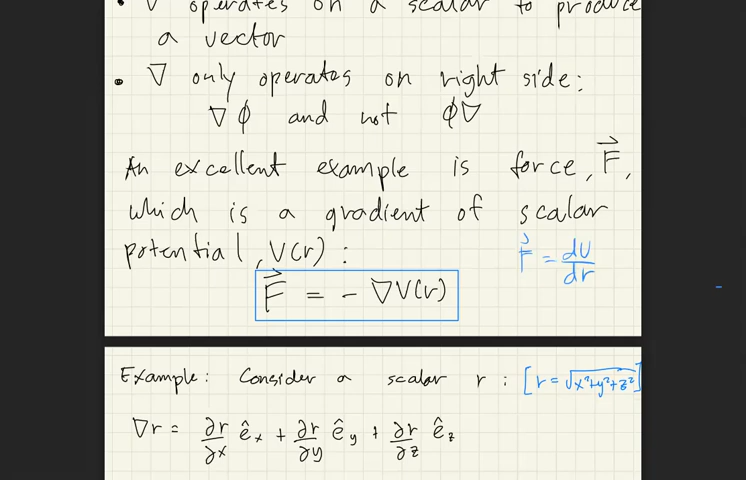 • ∇ operates on a scalar to produce
a vector
• ∇ only operates on right side:
∇ϕ and not ϕ∇
An excellent example is force, F⃗,
which is a gradient of scalar
potential, V(r):
F⃗ = dU/dr
F⃗ = - ∇V(r)
Example: Consider a scalar r: [r = √x²+y²+z²]
∇r = ∂r/∂x ê_x + ∂r/∂y ê_y + ∂r/∂z ê_z